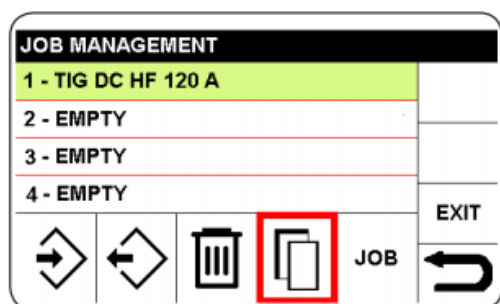 JOB MANAGEMENT
1 - TIG DC HF 120 A
2 - EMPTY
3 - EMPTY
4 - EMPTY
EXIT
JOB